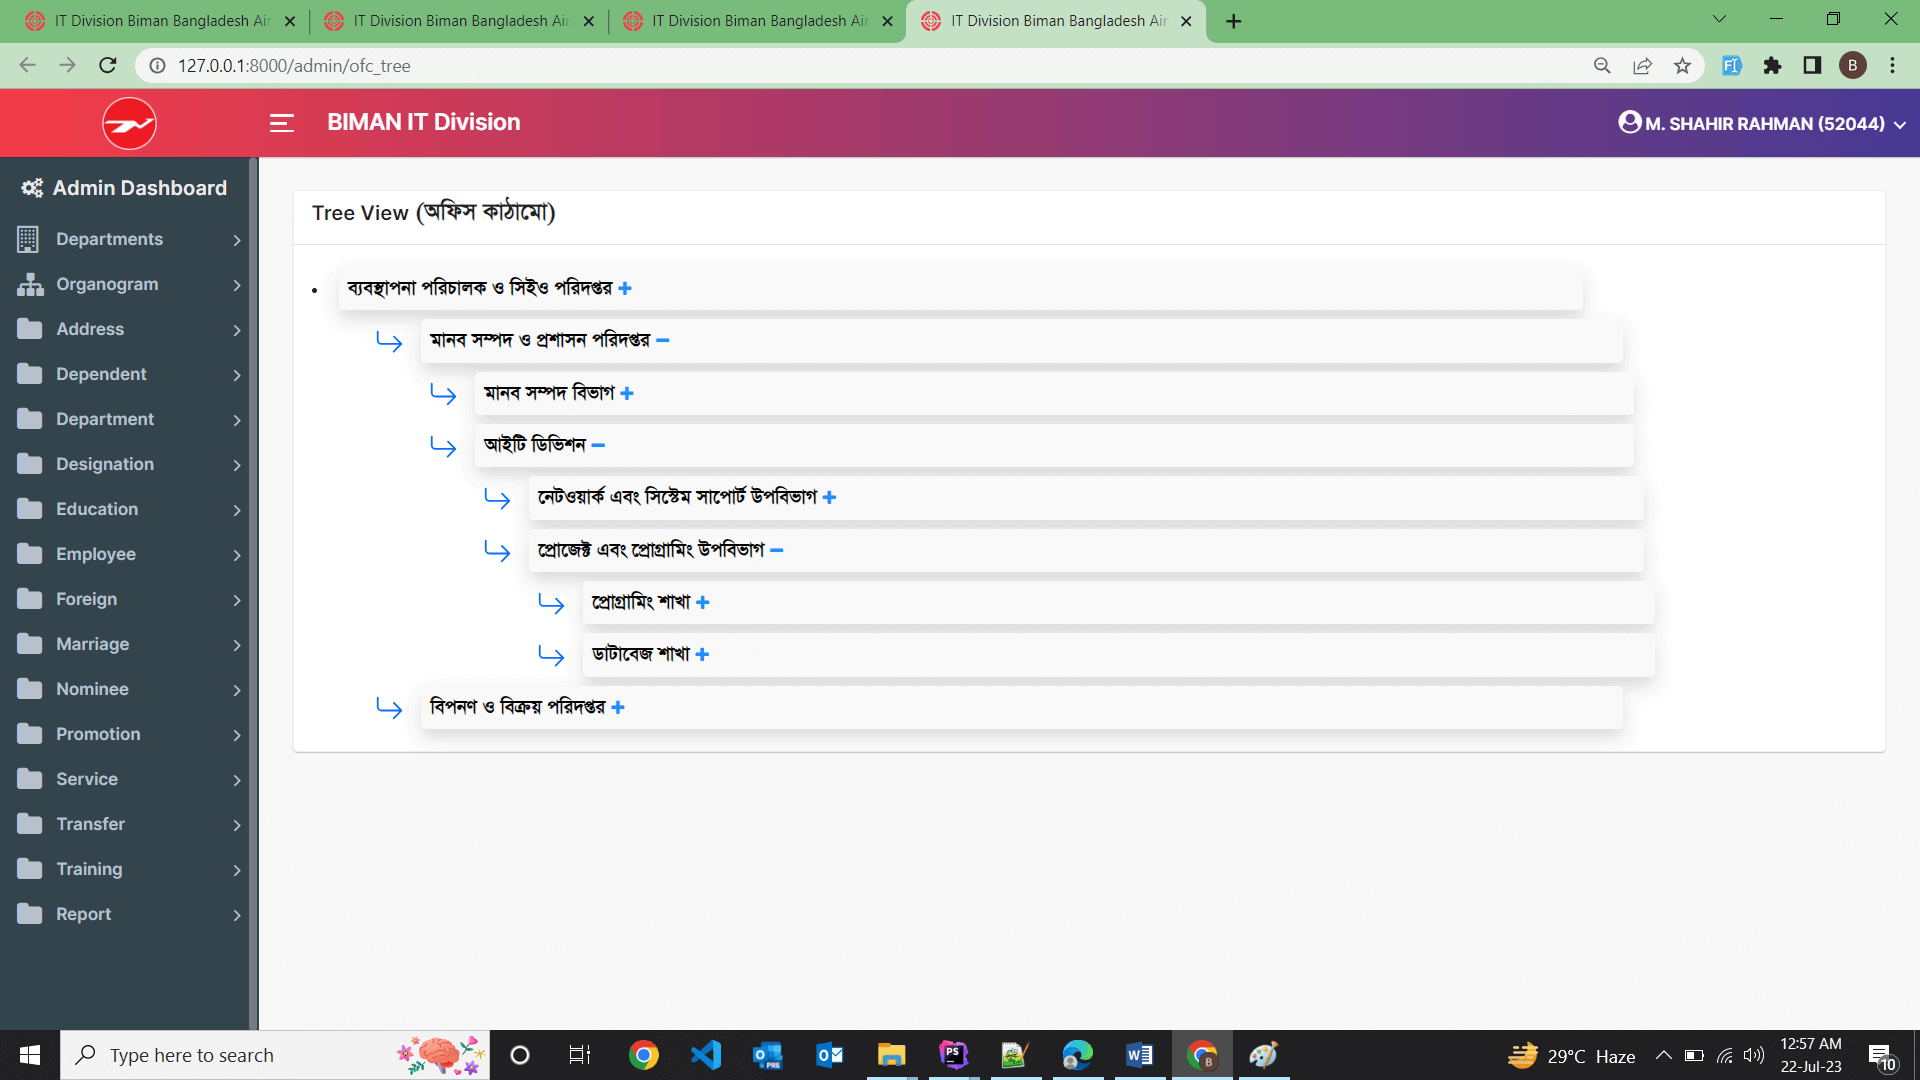 IT Division Biman Bangladesh Air
IT Division Biman Bangladesh Air
IT Division Biman Bangladesh Air
IT Division Biman Bangladesh Air
127.0.0.1:8000/admin/ofc_tree
B
BIMAN IT Division
M. SHAHIR RAHMAN (52044)
Admin Dashboard
Departments
Organogram
Address
Dependent
Department
Designation
Education
Employee
Foreign
Marriage
Nominee
Promotion
Service
Transfer
Training
Report
Tree View (অফিস কাঠামো)
ব্যবস্থাপনা পরিচালক ও সিইও পরিদপ্তর
মানব সম্পদ ও প্রশাসন পরিদপ্তর
মানব সম্পদ বিভাগ
আইটি ডিভিশন
নেটওয়ার্ক এবং সিস্টেম সাপোর্ট উপবিভাগ
প্রোজেক্ট এবং প্রোগ্রামিং উপবিভাগ
প্রোগ্রামিং শাখা
ডাটাবেজ শাখা
বিপনণ ও বিক্রয় পরিদপ্তর
Type here to search
29°C Haze
12:57 AM
22-Jul-23
10